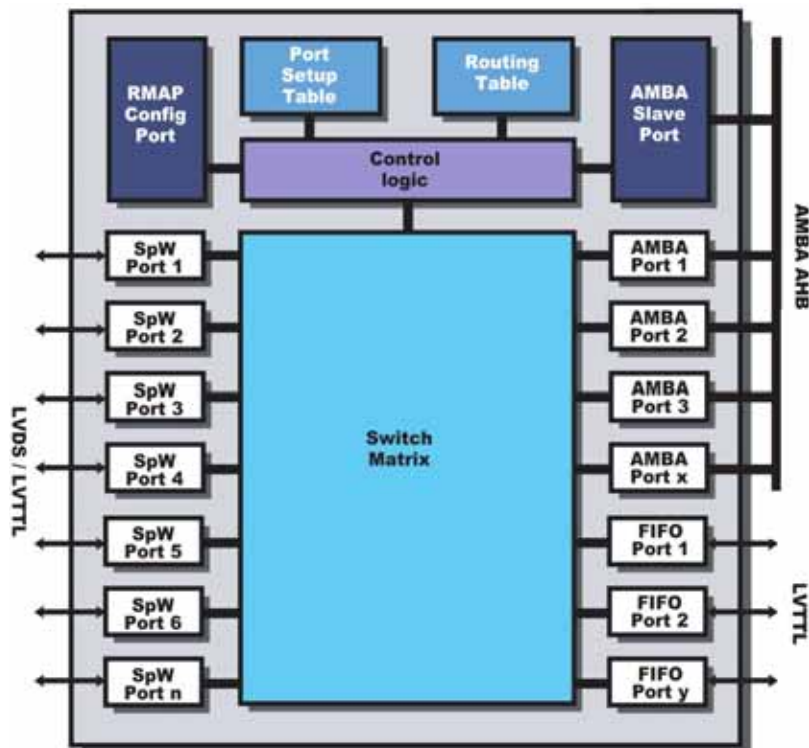 RMAP
Config
Port
Port
Setup
Table
Routing
Table
AMBA
Slave
Port
Control
logic
SpW
Port 1
SpW
Port 2
SpW
Port 3
SpW
Port 4
SpW
Port 5
SpW
Port 6
SpW
Port n
Switch
Matrix
AMBA
Port 1
AMBA
Port 2
AMBA
Port 3
AMBA
Port x
FIFO
Port 1
FIFO
Port 2
FIFO
Port y
LVDS / LVTTL
AMBA AHB
LVTTL